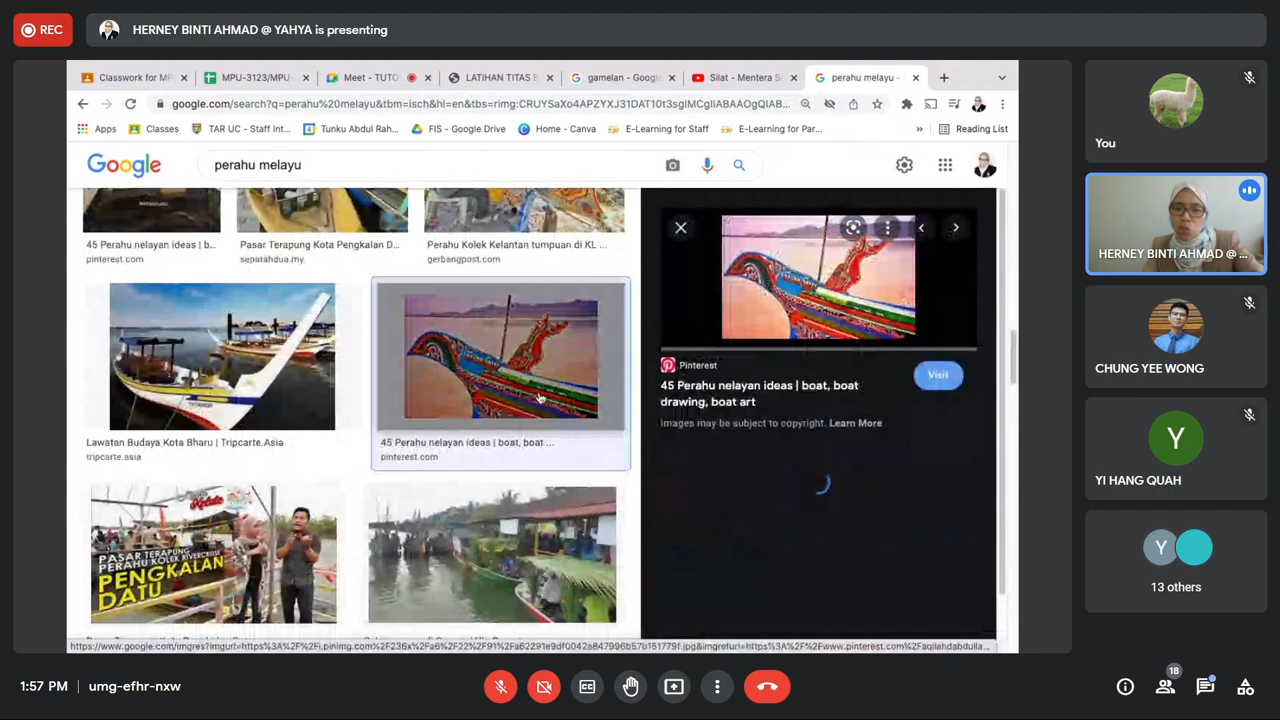 REC
HERNEY BINTI AHMAD @ YAHYA is presenting
Classwork for MP
MPU-3123/MPU-
Meet - TUTO
LATIHAN TITAS B
gamelan - Google
Silat - Mentera S
perahu melayu -
google.com/search?q=perahu%20melayu&tbm=isch&hl=en&tbs=rimg:
Apps
Classes
TAR UC - Staff Int...
Tunku Abdul Rah...
FIS - Google Drive
Home - Canva
E-Learning for Staff
E-Learning for Par...
»
Reading List
Google
perahu melayu
45 Perahu nelayan ideas | b...
pinterest.com
Pasar Terapung Kota Pengkalan D...
sepatahdua.my
Perahu Kolek Kelantan tumpuan di KL ...
gerbangpost.com
Lawatan Budaya Kota Bharu | Tripcarte.Asia
tripcarte.asia
45 Perahu nelayan ideas | boat, boat ...
pinterest.com
PASAR TERAPUNG
PERAHU KOLEK RIVERCRUISE
PENGKALAN
DATU
Pinterest
Visit
45 Perahu nelayan ideas | boat, boat
drawing, boat art
Images may be subject to copyright. Learn More
You
HERNEY BINTI AHMAD @ ...
CHUNG YEE WONG
Y
YI HANG QUAH
Y
13 others
1:57 PM | umg-efhr-nxw
18